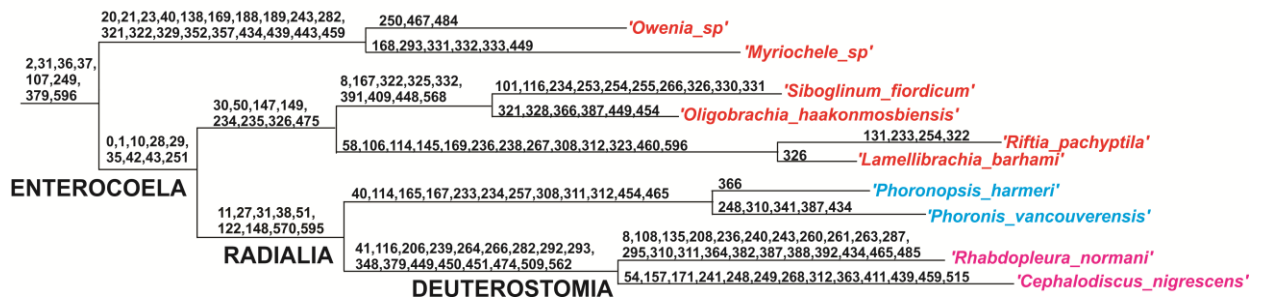 20,21,23,40,138,169,188,189,243,282,
321,322,329,352,357,434,439,443,459
250,467,484
'Owenia_sp'
168,293,331,332,333,449
'Myriochele_sp'
2,31,36,37,
107,249,
379,596
8,167,322,325,332,
391,409,448,568
101,116,234,253,254,255,266,326,330,331
'Siboglinum_fiordicum'
30,50,147,149,
234,235,326,475
321,328,366,387,449,454
'Oligobrachia_haakonmosbiensis'
0,1,10,28,29,
35,42,43,251
58,106,114,145,169,236,238,267,308,312,323,460,596
131,233,254,322
'Riftia_pachyptila'
326
'Lamellibrachia_barhami'
ENTEROCOELA
40,114,165,167,233,234,257,308,311,312,454,465
366
'Phoronopsis_harmeri'
248,310,341,387,434
'Phoronis_vancouverensis'
11,27,31,38,51,
122,148,570,595
RADIALIA
41,116,206,239,264,266,282,292,293,
348,379,449,450,451,474,509,562
8,108,135,208,236,240,243,260,261,263,287,
295,310,311,364,382,387,388,392,434,465,485
'Rhabdopleura_normani'
54,157,171,241,248,249,268,312,363,411,439,459,515
'Cephalodiscus_nigrescens'
DEUTEROSTOMIA